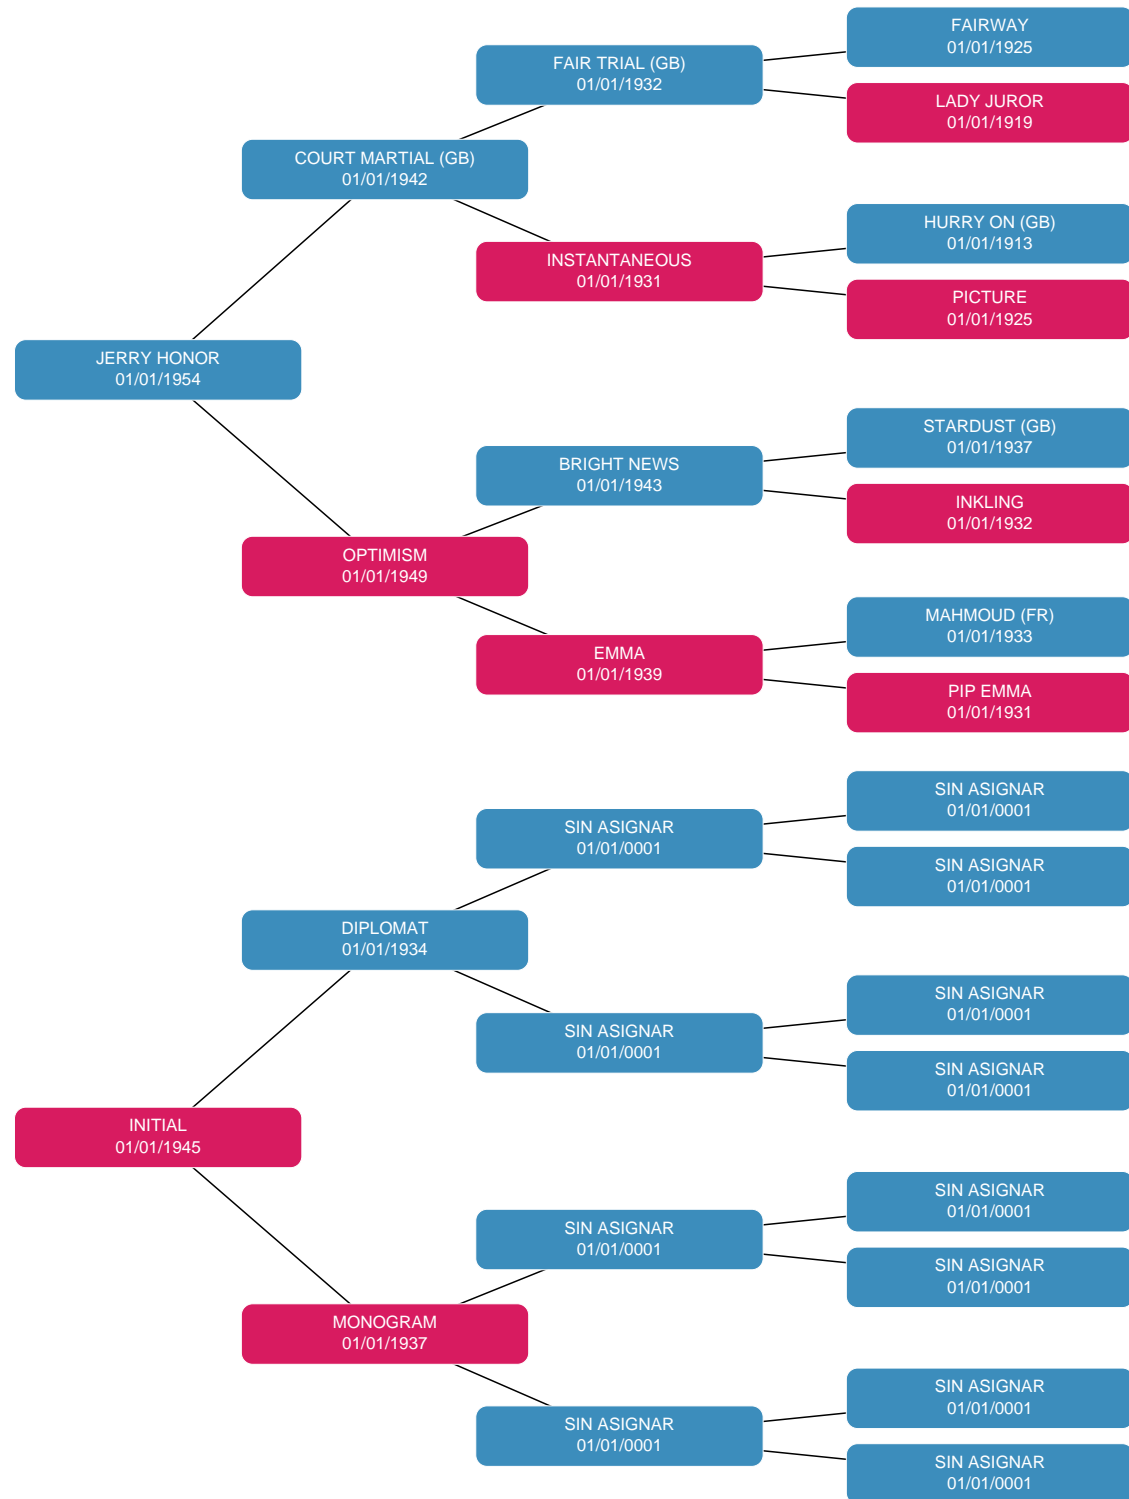 FAIRWAY
01/01/1925
FAIR TRIAL (GB)
01/01/1932
LADY JUROR
01/01/1919
COURT MARTIAL (GB)
01/01/1942
HURRY ON (GB)
01/01/1913
INSTANTANEOUS
01/01/1931
PICTURE
01/01/1925
JERRY HONOR
01/01/1954
STARDUST (GB)
01/01/1937
BRIGHT NEWS
01/01/1943
INKLING
01/01/1932
OPTIMISM
01/01/1949
MAHMOUD (FR)
01/01/1933
EMMA
01/01/1939
PIP EMMA
01/01/1931
SIN ASIGNAR
01/01/0001
SIN ASIGNAR
01/01/0001
SIN ASIGNAR
01/01/0001
DIPLOMAT
01/01/1934
SIN ASIGNAR
01/01/0001
SIN ASIGNAR
01/01/0001
SIN ASIGNAR
01/01/0001
INITIAL
01/01/1945
SIN ASIGNAR
01/01/0001
SIN ASIGNAR
01/01/0001
SIN ASIGNAR
01/01/0001
MONOGRAM
01/01/1937
SIN ASIGNAR
01/01/0001
SIN ASIGNAR
01/01/0001
SIN ASIGNAR
01/01/0001